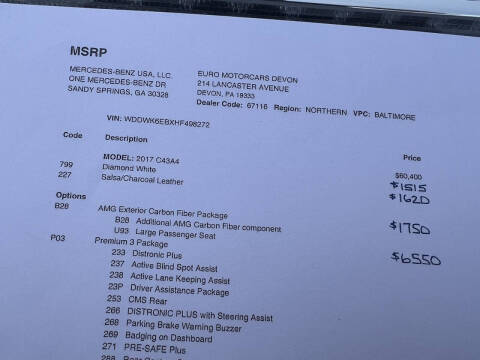 MSRP
MERCEDES-BENZ USA, LLC.
ONE MERCEDES-BENZ DR
SANDY SPRINGS, GA 30328
EURO MOTORCARS DEVON
214 LANCASTER AVENUE
DEVON, PA 19333
Dealer Code: 67116 Region: NORTHERN VPC: BALTIMORE
VIN: WDDWK6EBXHF498272
Code Description Price
MODEL: 2017 C43A4 $60,400
799 Diamond White $1515
227 Salsa/Charcoal Leather $1620
Options
B28 AMG Exterior Carbon Fiber Package $1750
B28 Additional AMG Carbon Fiber component
U93 Large Passenger Seat
P03 Premium 3 Package $6550
233 Distronic Plus
237 Active Blind Spot Assist
238 Active Lane Keeping Assist
23P Driver Assistance Package
253 CMS Rear
266 DISTRONIC PLUS with Steering Assist
268 Parking Brake Warning Buzzer
269 Badging on Dashboard
271 PRE-SAFE Plus
288